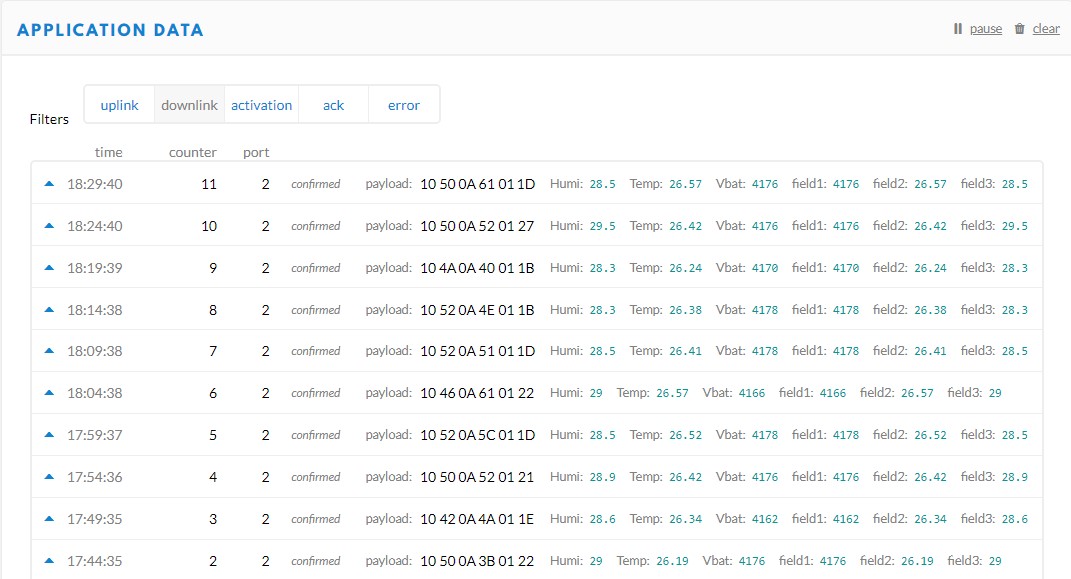 APPLICATION DATA pause clear
uplink downlink activation ack error
Filters
time counter port
18:29:40 11 2 confirmed payload: 10 50 0A 61 01 1D Humi: 28.5 Temp: 26.57 Vbat: 4176 field1: 4176 field2: 26.57 field3: 28.5
18:24:40 10 2 confirmed payload: 10 50 0A 52 01 27 Humi: 29.5 Temp: 26.42 Vbat: 4176 field1: 4176 field2: 26.42 field3: 29.5
18:19:39 9 2 confirmed payload: 10 4A 0A 40 01 1B Humi: 28.3 Temp: 26.24 Vbat: 4170 field1: 4170 field2: 26.24 field3: 28.3
18:14:38 8 2 confirmed payload: 10 52 0A 4E 01 1B Humi: 28.3 Temp: 26.38 Vbat: 4178 field1: 4178 field2: 26.38 field3: 28.3
18:09:38 7 2 confirmed payload: 10 52 0A 51 01 1D Humi: 28.5 Temp: 26.41 Vbat: 4178 field1: 4178 field2: 26.41 field3: 28.5
18:04:38 6 2 confirmed payload: 10 46 0A 61 01 22 Humi: 29 Temp: 26.57 Vbat: 4166 field1: 4166 field2: 26.57 field3: 29
17:59:37 5 2 confirmed payload: 10 52 0A 5C 01 1D Humi: 28.5 Temp: 26.52 Vbat: 4178 field1: 4178 field2: 26.52 field3: 28.5
17:54:36 4 2 confirmed payload: 10 50 0A 52 01 21 Humi: 28.9 Temp: 26.42 Vbat: 4176 field1: 4176 field2: 26.42 field3: 28.9
17:49:35 3 2 confirmed payload: 10 42 0A 4A 01 1E Humi: 28.6 Temp: 26.34 Vbat: 4162 field1: 4162 field2: 26.34 field3: 28.6
17:44:35 2 2 confirmed payload: 10 50 0A 3B 01 22 Humi: 29 Temp: 26.19 Vbat: 4176 field1: 4176 field2: 26.19 field3: 29